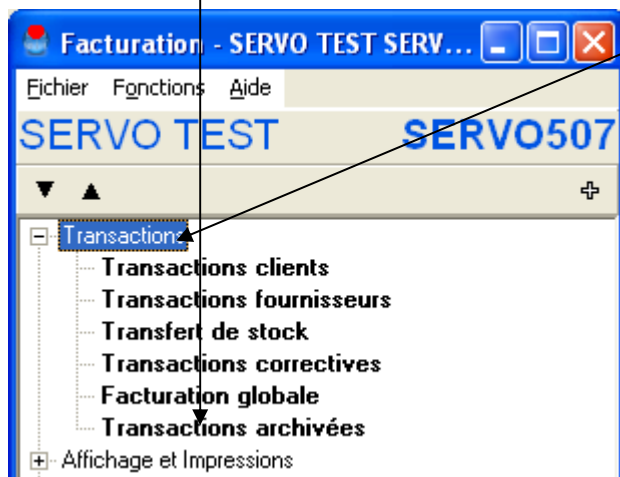 Facturation - SERVO TEST SERV...
Fichier Fonctions Aide
SERVO TEST SERVO507
Transactions
Transactions clients
Transactions fournisseurs
Transfert de stock
Transactions correctives
Facturation globale
Transactions archivées
Affichage et Impressions